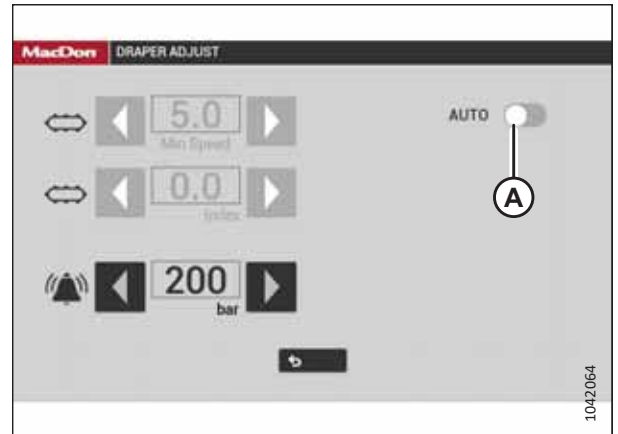 MacDon DRAPER ADJUST
5.0
Min Speed
AUTO
0.0
Index
A
200
bar
1042064